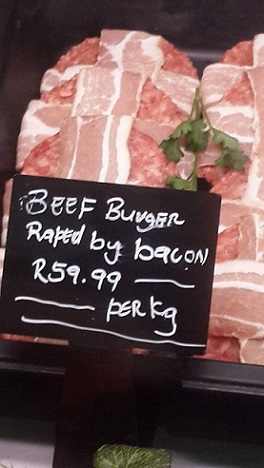 BEEF BURGER
RAPED by bacon
R59.99
PER Kg